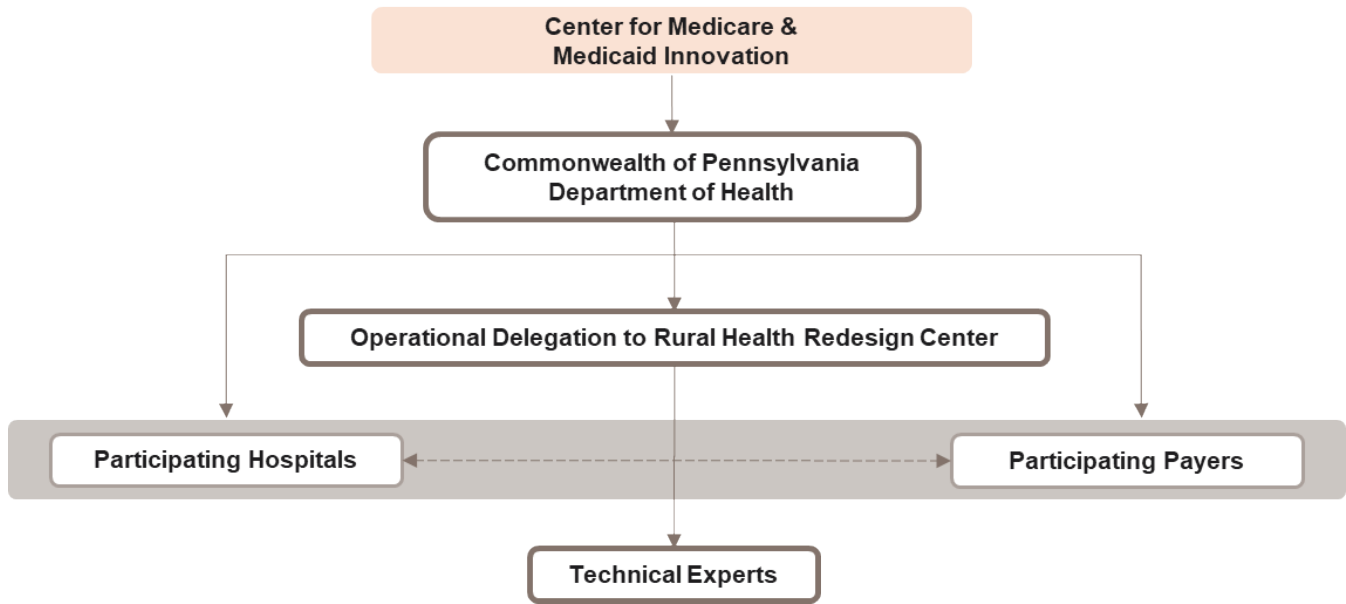 Center for Medicare &
Medicaid Innovation
Commonwealth of Pennsylvania
Department of Health
Operational Delegation to Rural Health Redesign Center
Participating Hospitals
Participating Payers
Technical Experts